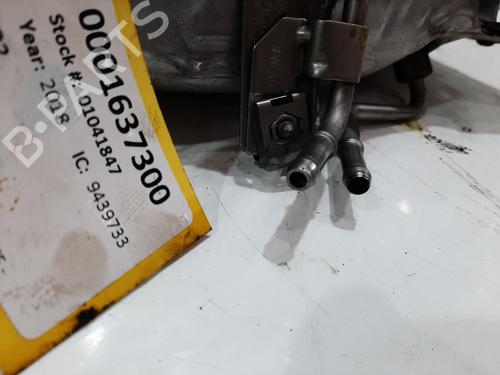 0001637300
Stock #: 01041847
IC: 9439733
Year: 2018
B-PARTS